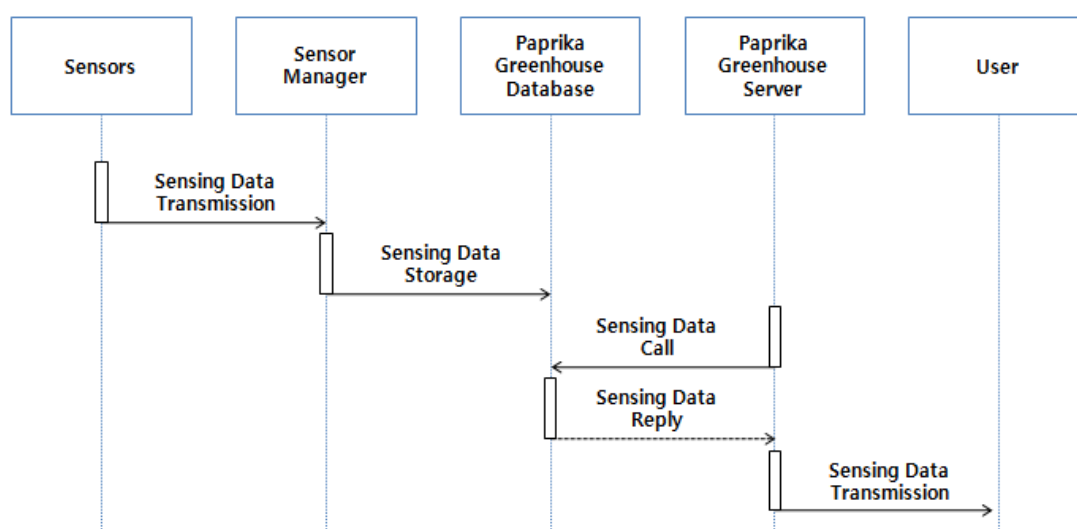 Sensors
Sensor
Manager
Paprika
Greenhouse
Database
Paprika
Greenhouse
Server
User
Sensing Data
Transmission
Sensing Data
Storage
Sensing Data
Call
Sensing Data
Reply
Sensing Data
Transmission